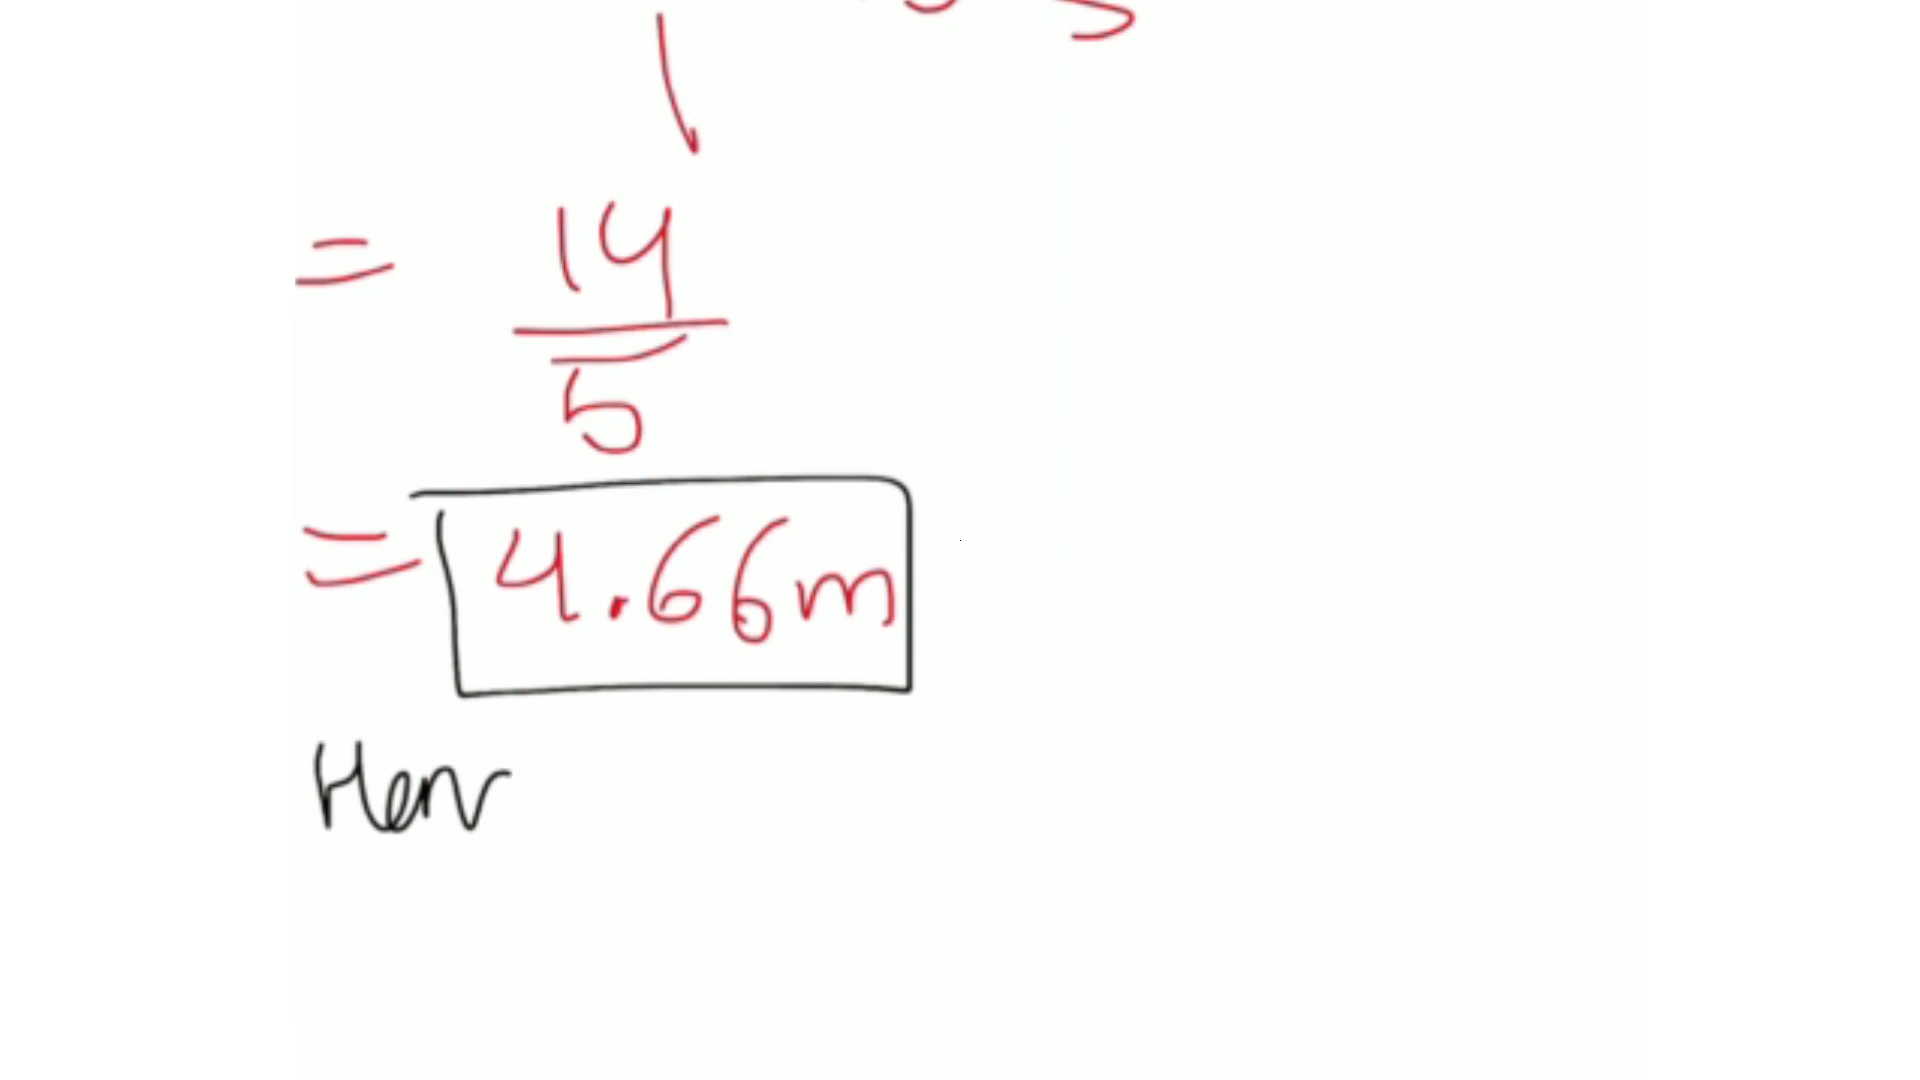 = 14
5
= 4.66m
Hen